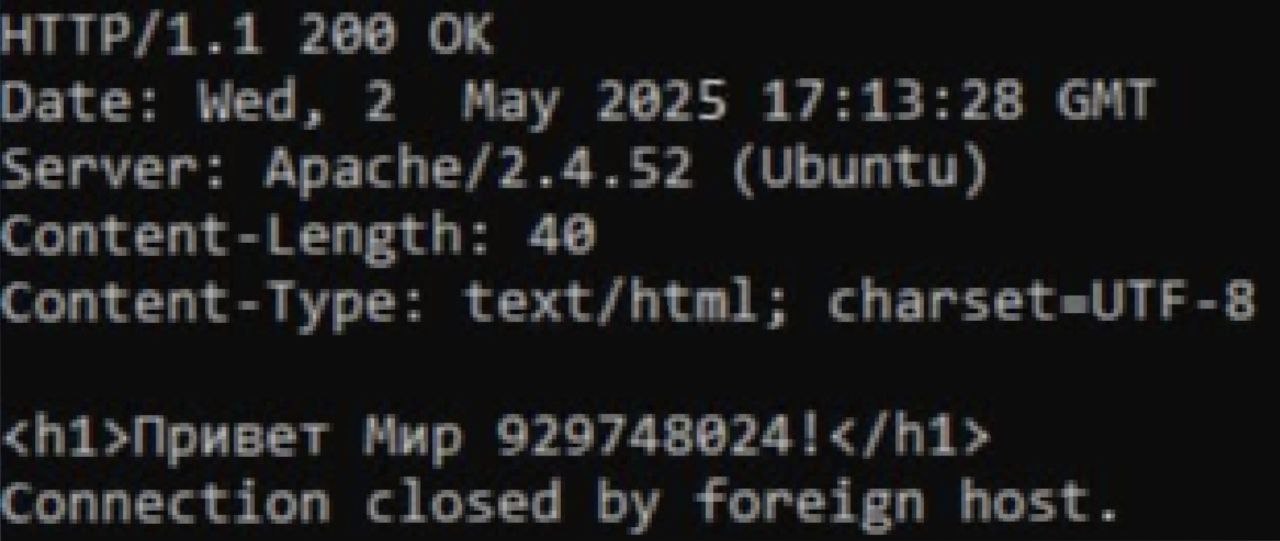 HTTP/1.1 200 OK
Date: Wed, 2  May 2025 17:13:28 GMT
Server: Apache/2.4.52 (Ubuntu)
Content-Length: 40
Content-Type: text/html; charset=UTF-8

<h1>Привет Мир 929748024!</h1>
Connection closed by foreign host.